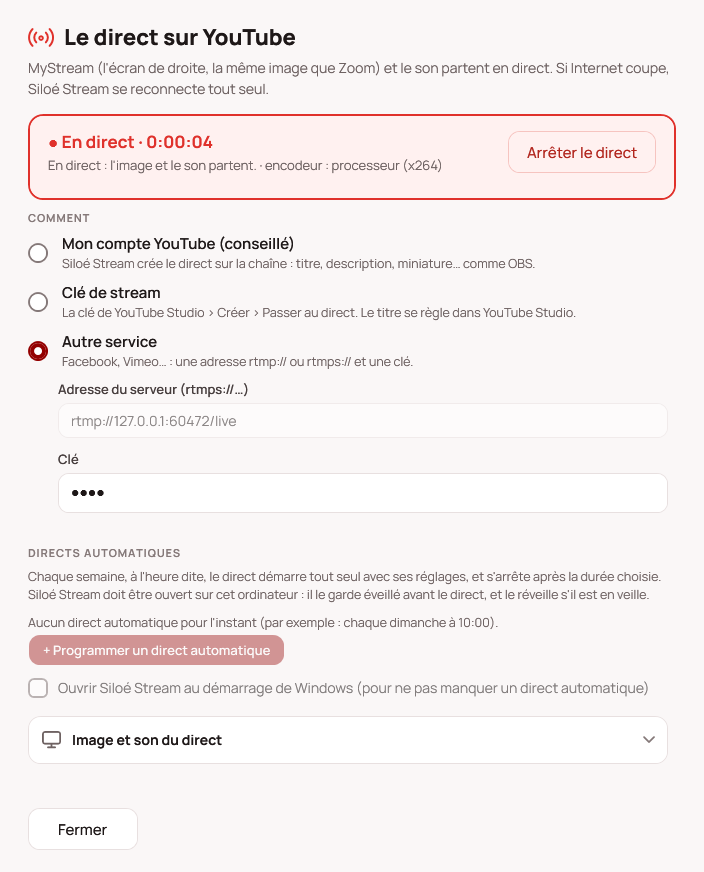 Le direct sur YouTube
MyStream (l'écran de droite, la même image que Zoom) et le son partent en direct. Si Internet coupe,
Siloé Stream se reconnecte tout seul.
● En direct · 0:00:04
En direct : l'image et le son partent. · encodeur : processeur (x264)
Arrêter le direct
COMMENT
Mon compte YouTube (conseillé)
Siloé Stream crée le direct sur la chaîne : titre, description, miniature… comme OBS.
Clé de stream
La clé de YouTube Studio > Créer > Passer au direct. Le titre se règle dans YouTube Studio.
Autre service
Facebook, Vimeo… : une adresse rtmp:// ou rtmps:// et une clé.
Adresse du serveur (rtmps://…)
rtmp://127.0.0.1:60472/live
Clé
••••
DIRECTS AUTOMATIQUES
Chaque semaine, à l'heure dite, le direct démarre tout seul avec ses réglages, et s'arrête après la durée choisie.
Siloé Stream doit être ouvert sur cet ordinateur : il le garde éveillé avant le direct, et le réveille s'il est en veille.
Aucun direct automatique pour l'instant (par exemple : chaque dimanche à 10:00).
+ Programmer un direct automatique
Ouvrir Siloé Stream au démarrage de Windows (pour ne pas manquer un direct automatique)
Image et son du direct
Fermer